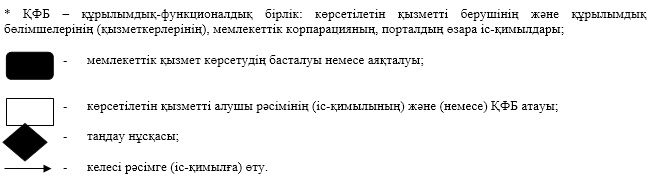 * ҚФБ – құрылымдық-функционалдық бірлік: көрсетілетін қызметті берушінің және құрылымдық
бөлімшелерінің (қызметкерлерінің), мемлекеттік корпарацияның, порталдың өзара іс-қимылдары;
- мемлекеттік қызмет көрсетудің басталуы немесе аяқталуы;
- көрсетілетін қызметті алушы рәсімінің (іс-қимылының) және (немесе) ҚФБ атауы;
- таңдау нұсқасы;
- келесі рәсімге (іс-қимылға) өту.